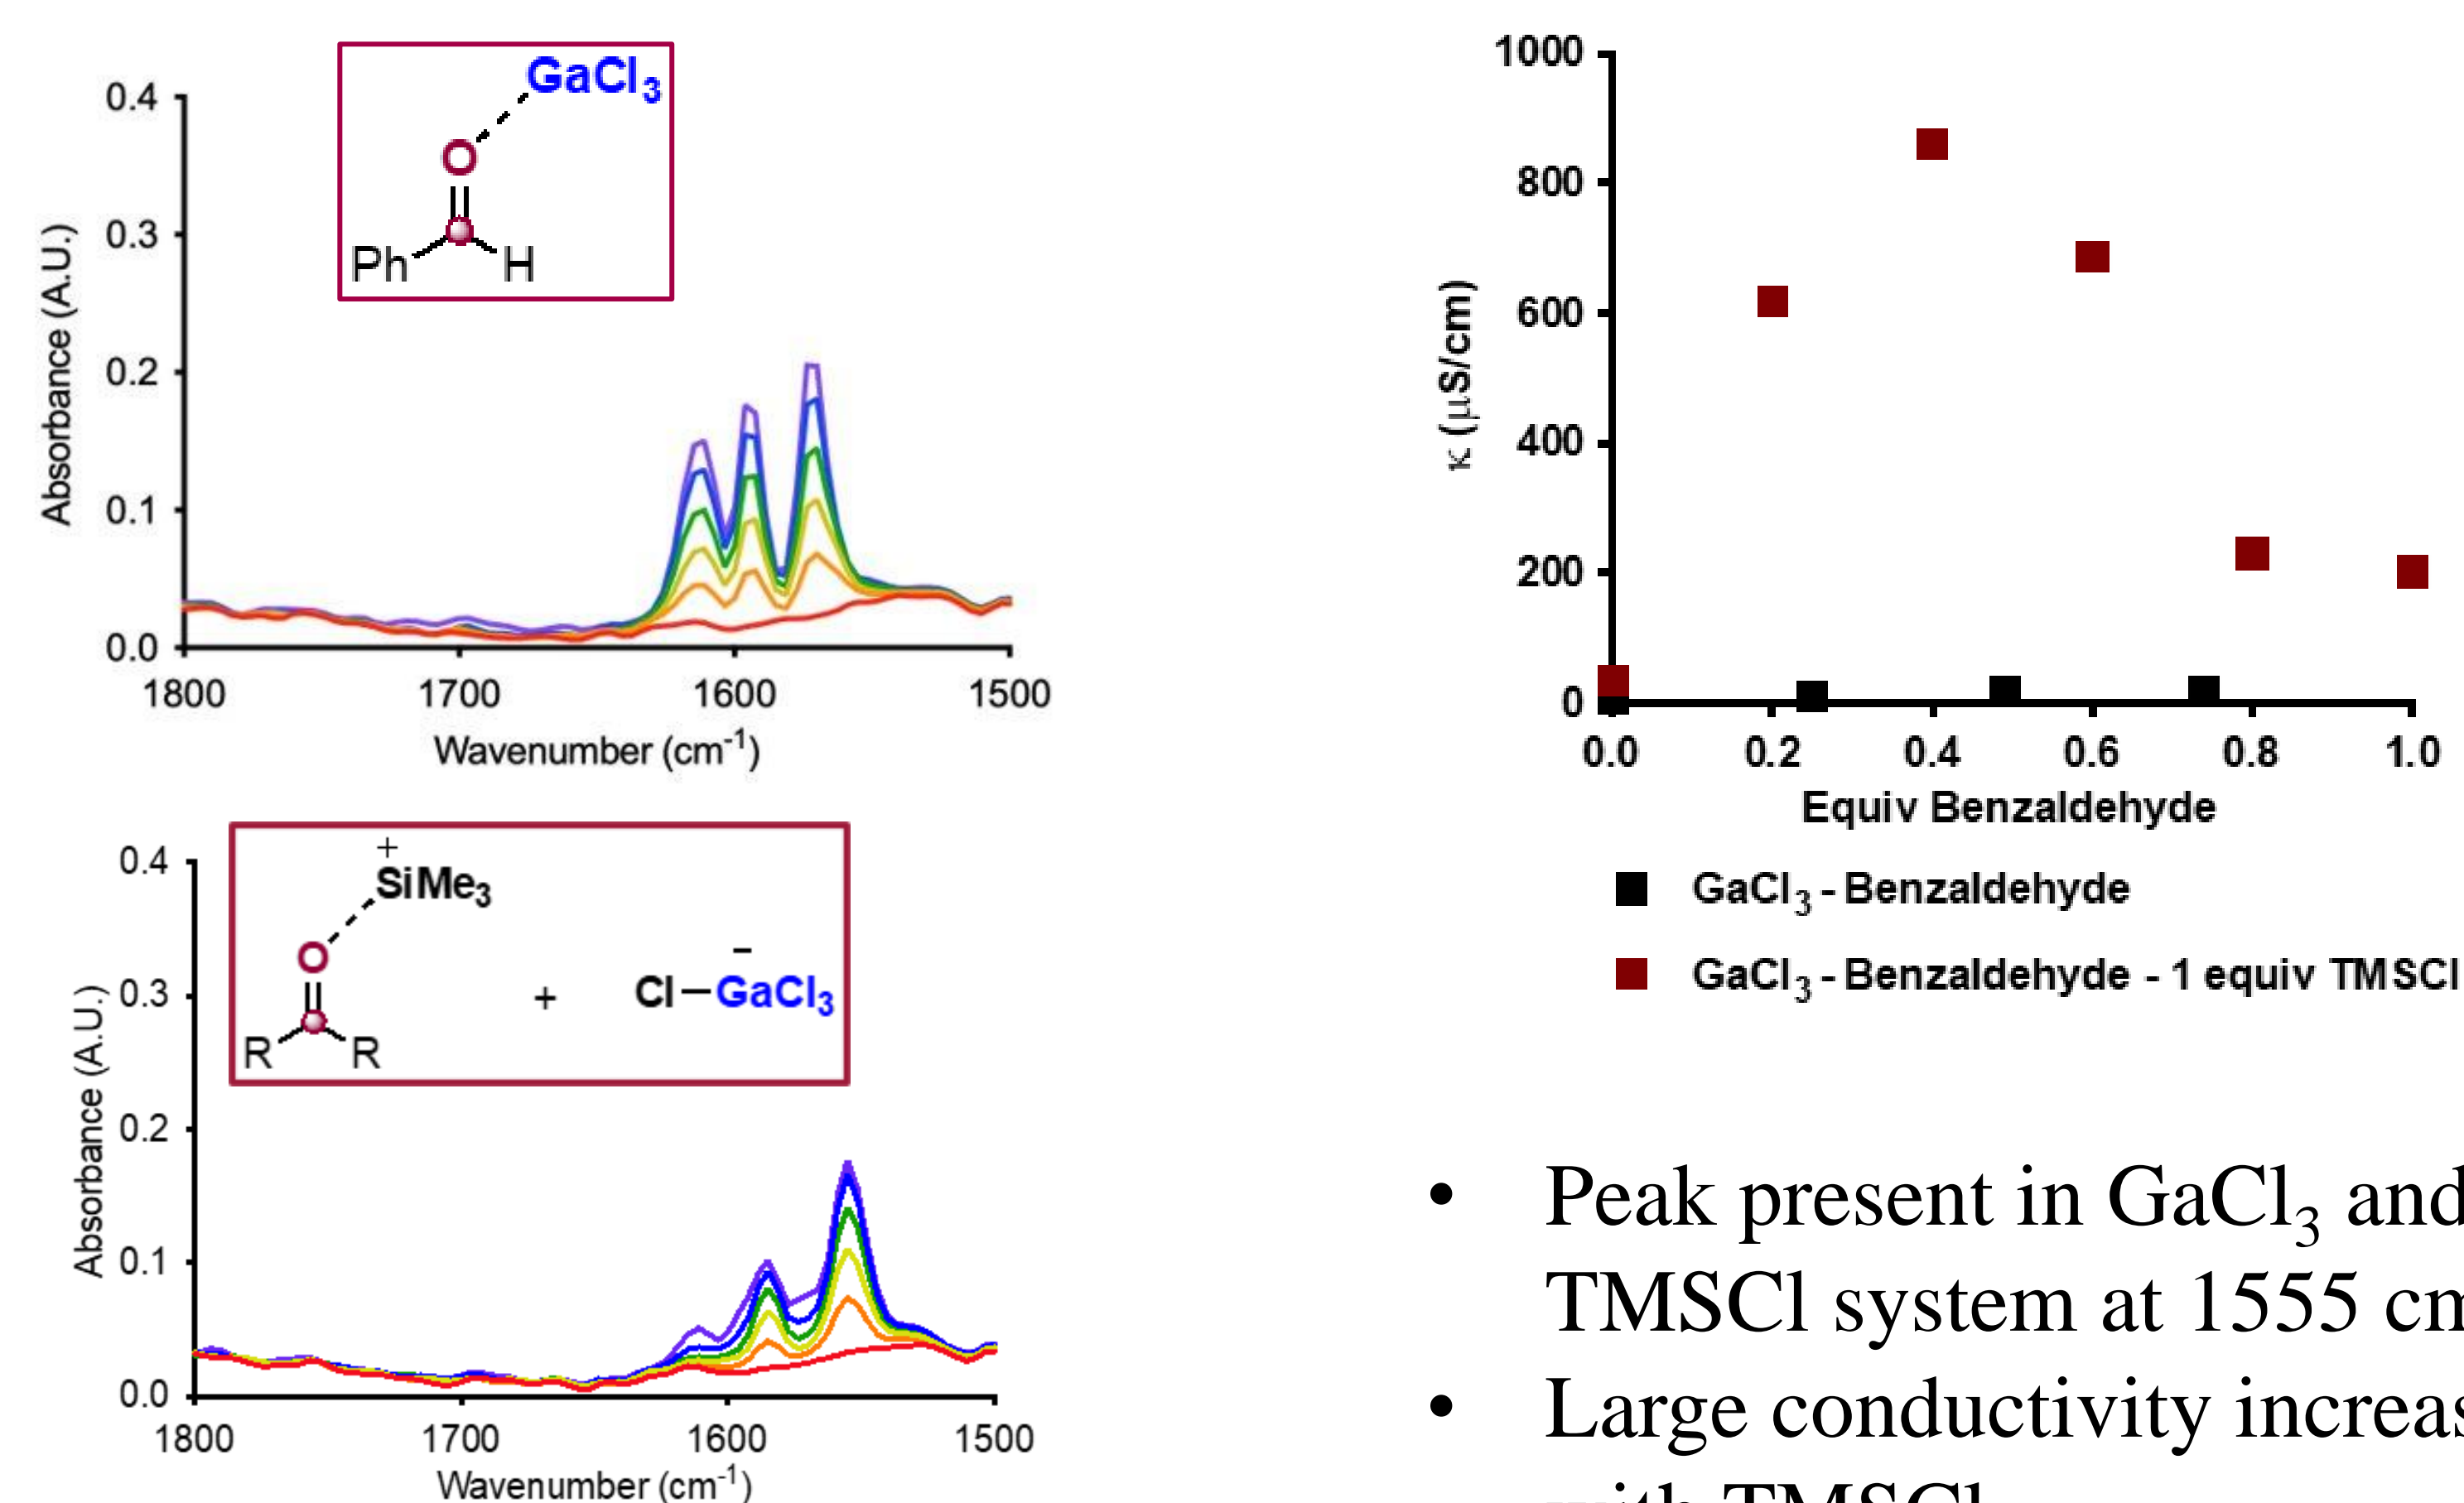 GaCl3
O
Ph
H
0.4
0.3
0.2
0.1
0.0
Absorbance (A.U.)
1800 1700 1600 1500
Wavenumber (cm-1)
+
SiMe3
O
R R
+
−
Cl—GaCl3
0.4
0.3
0.2
0.1
0.0
Absorbance (A.U.)
1800 1700 1600 1500
Wavenumber (cm-1)
1000
800
600
400
200
0
κ (μS/cm)
0.0 0.2 0.4 0.6 0.8 1.0
Equiv Benzaldehyde
GaCl3 - Benzaldehyde
GaCl3 - Benzaldehyde - 1 equiv TMSCl
• Peak present in GaCl3 and
TMSCl system at 1555 cm
• Large conductivity increas
with TMSCl